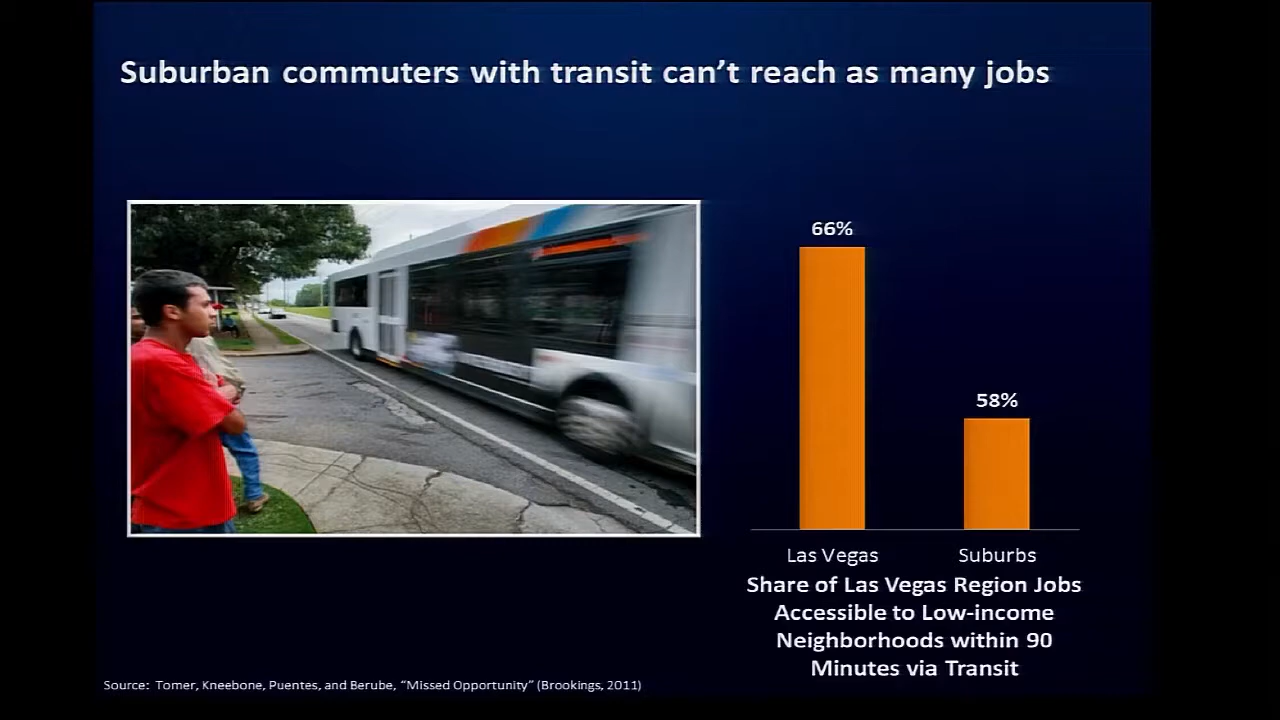 Suburban commuters with transit can’t reach as many jobs
66%
58%
Las Vegas
Suburbs
Share of Las Vegas Region Jobs
Accessible to Low-income
Neighborhoods within 90
Minutes via Transit
Source: Tomer, Kneebone, Puentes, and Berube, “Missed Opportunity” (Brookings, 2011)